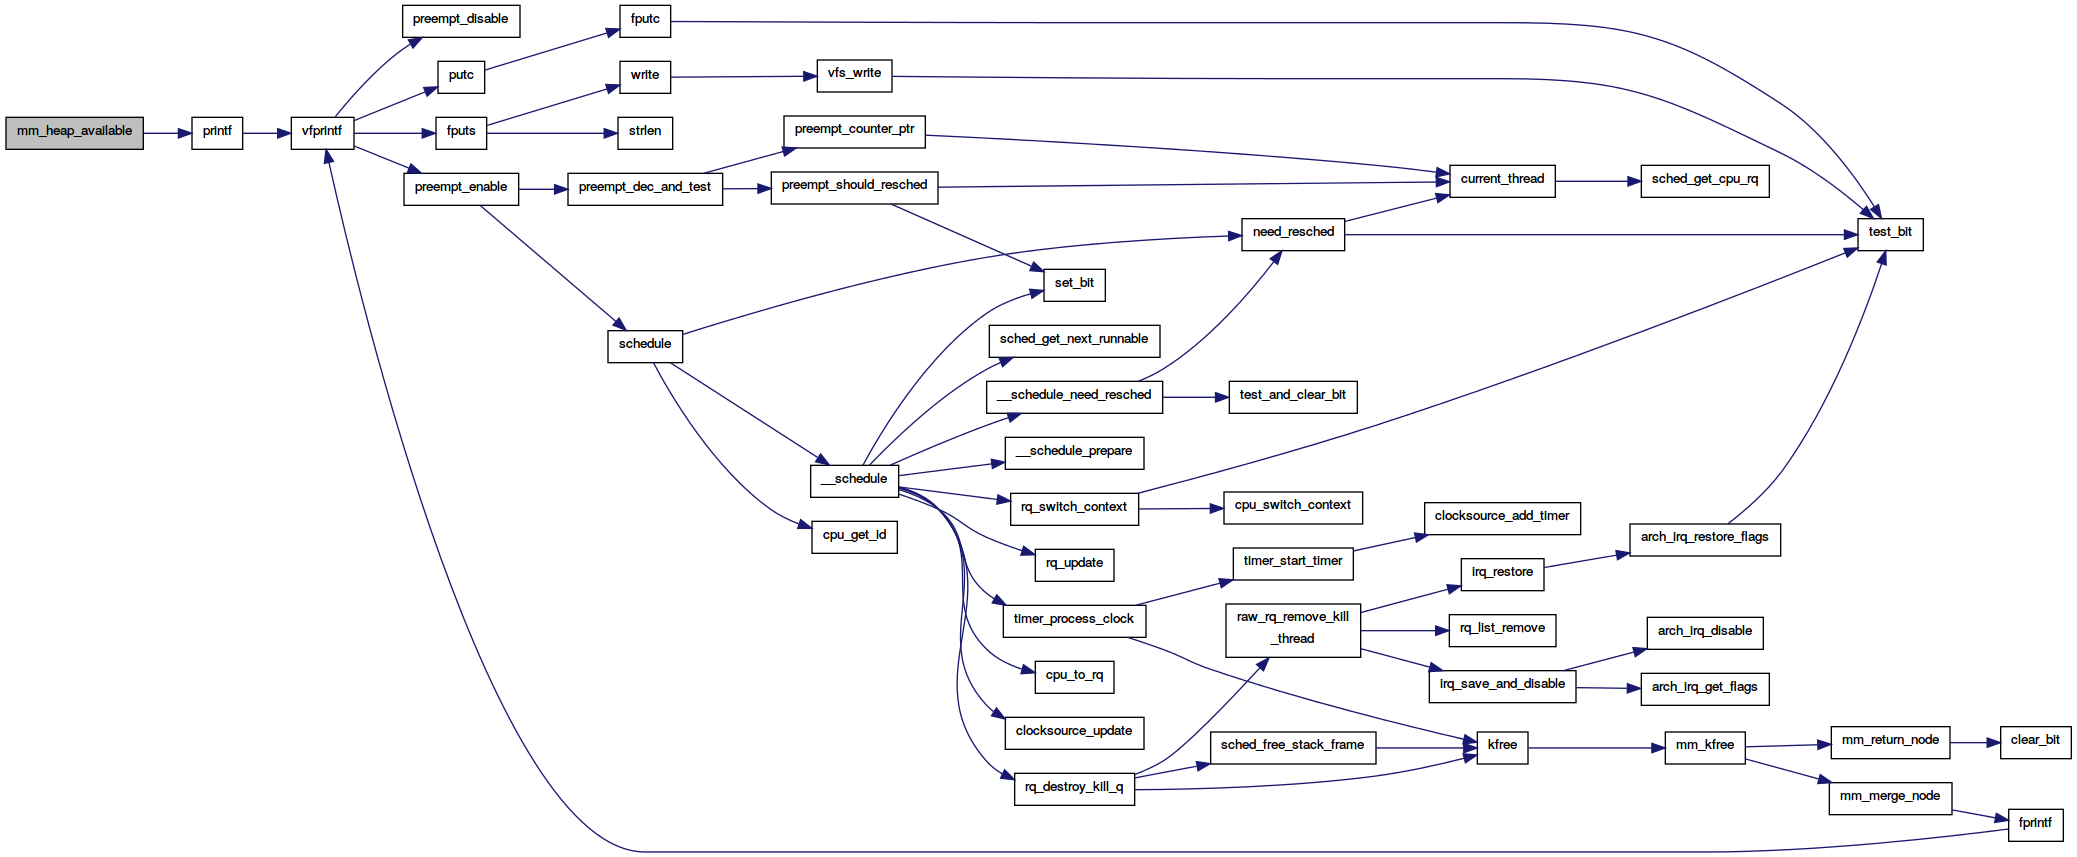 preempt_disable
fputc
putc
write
vfs_write
mm_heap_available
printf
vfprintf
fputs
strlen
preempt_counter_ptr
preempt_enable
preempt_dec_and_test
preempt_should_resched
current_thread
sched_get_cpu_rq
need_resched
test_bit
set_bit
schedule
sched_get_next_runnable
__schedule_need_resched
test_and_clear_bit
__schedule_prepare
__schedule
rq_switch_context
cpu_switch_context
clocksource_add_timer
cpu_get_id
arch_irq_restore_flags
rq_update
timer_start_timer
irq_restore
timer_process_clock
raw_rq_remove_kill
_thread
rq_list_remove
arch_irq_disable
cpu_to_rq
irq_save_and_disable
arch_irq_get_flags
clocksource_update
sched_free_stack_frame
kfree
mm_kfree
mm_return_node
clear_bit
rq_destroy_kill_q
mm_merge_node
fprintf